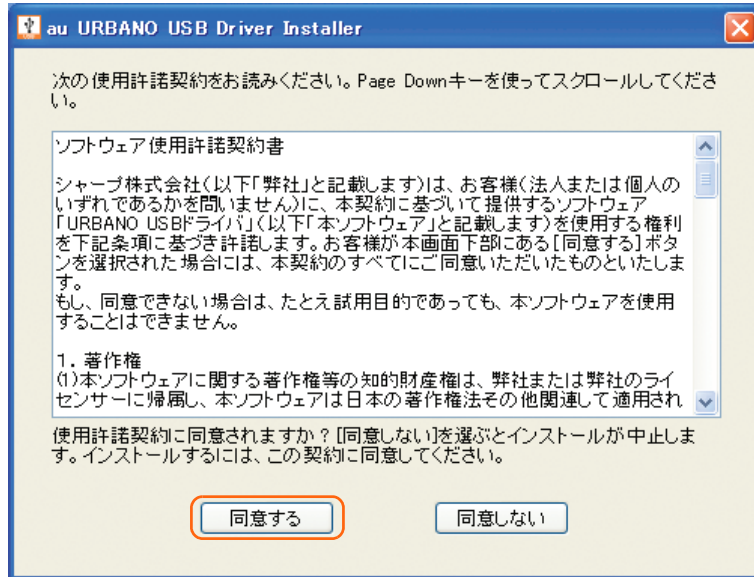 au URBANO USB Driver Installer
次の使用許諾契約をお読みください。Page Downキーを使ってスクロールしてくださ
い。
ソフトウェア使用許諾契約書
シャープ株式会社(以下「弊社」と記載します)は、お客様(法人または個人の
いずれであるかを問いません)に、本契約に基づいて提供するソフトウェア
「URBANO USBドライバ」(以下「本ソフトウェア」と記載します)を使用する権利
を下記条項に基づき許諾します。お客様が本画面下部にある[同意する]ボタ
ンを選択された場合には、本契約のすべてにご同意いただいたものといたしま
す。
もし、同意できない場合は、たとえ試用目的であっても、本ソフトウェアを使用
することはできません。
1. 著作権
(1)本ソフトウェアに関する著作権等の知的財産権は、弊社または弊社のライ
センサーに帰属し、本ソフトウェアは日本の著作権法その他関連して適用され
使用許諾契約に同意されますか?[同意しない]を選ぶとインストールが中止しま
す。インストールするには、この契約に同意してください。
同意する
同意しない